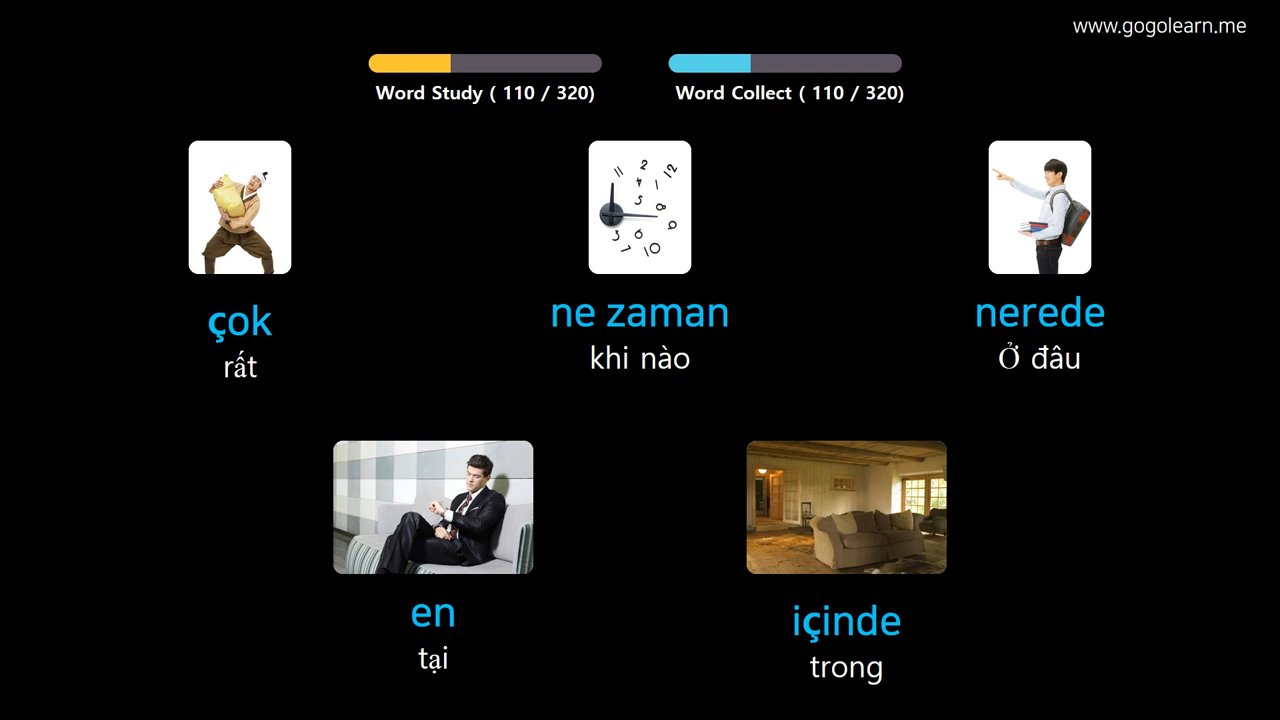 www.gogolearn.me
Word Study ( 110 / 320)
Word Collect ( 110 / 320)
çok
rất
ne zaman
khi nào
nerede
Ở đâu
en
tại
içinde
trong